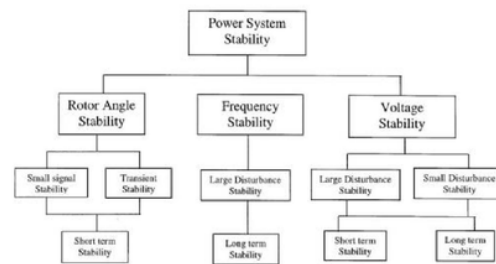 Power System
Stability
Rotor Angle
Stability
Frequency
Stability
Voltage
Stability
Small signal
Stability
Transient
Stability
Large Disturbance
Stability
Large Disturbance
Stability
Small Disturbance
Stability
Short term
Stability
Long term
Stability
Short term
Stability
Long term
Stability